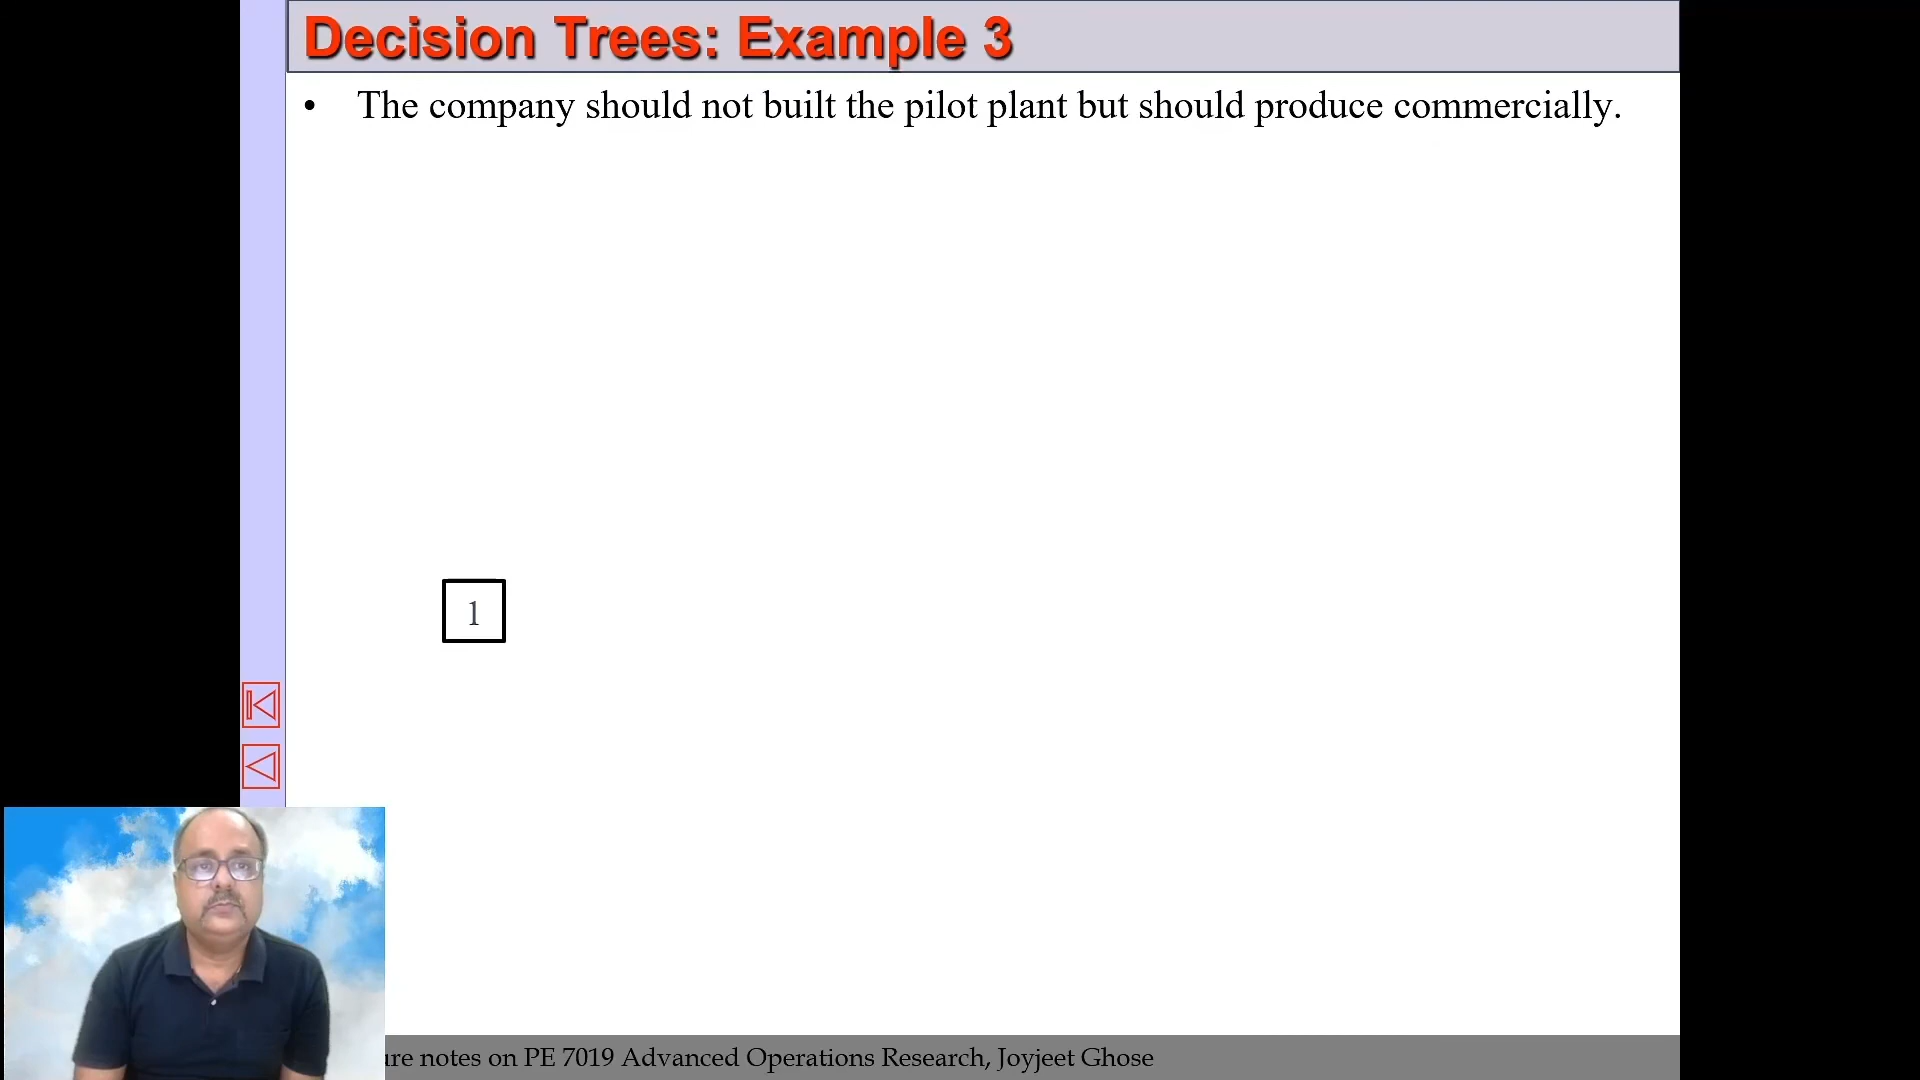 Decision Trees: Example 3
• The company should not built the pilot plant but should produce commercially.
1
notes on PE 7019 Advanced Operations Research, Joyjeet Ghose